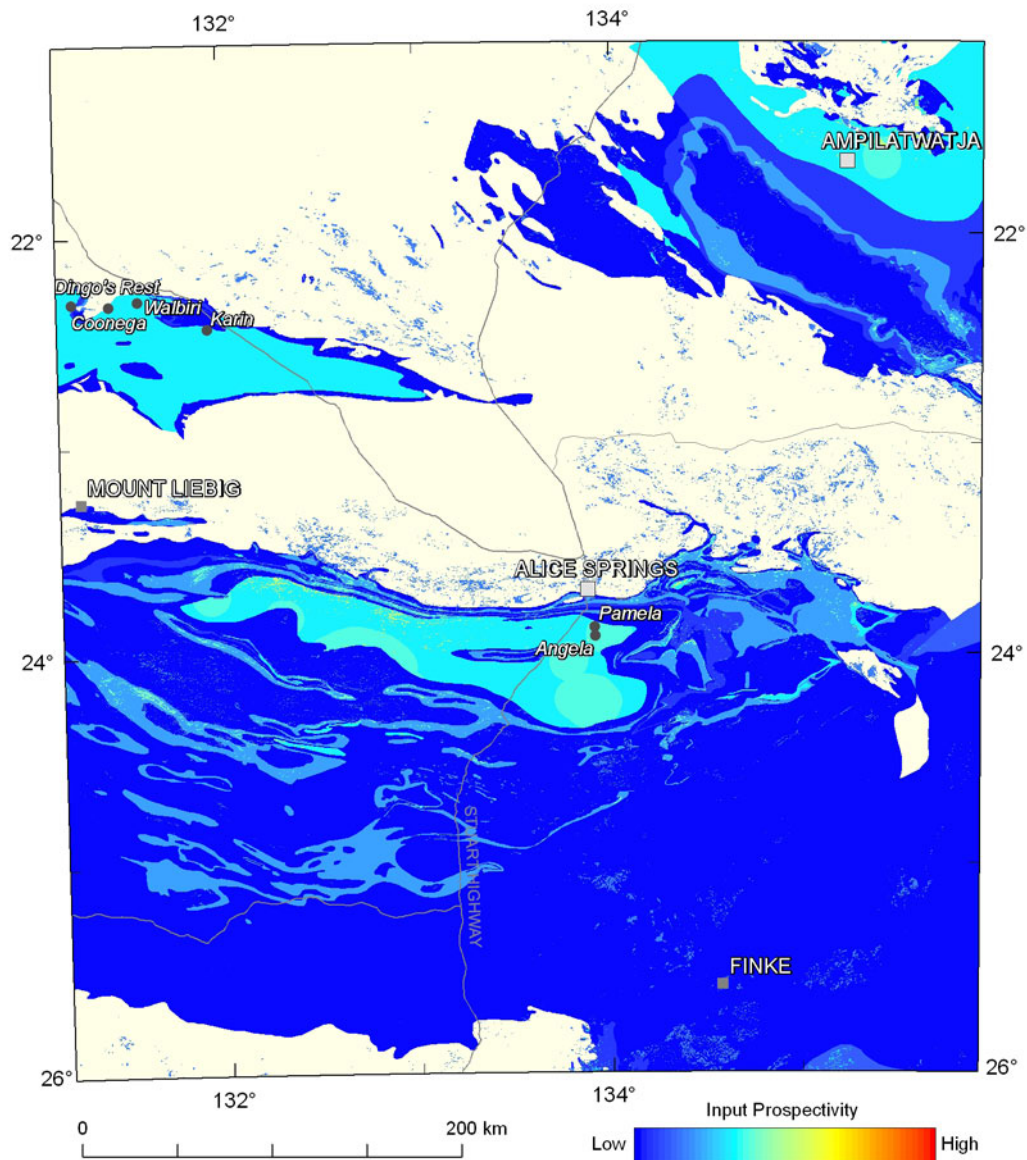 132°
134°
AMPILATWATJA
22°
22°
Dingo's Rest
Walbiri
Coonega
Karin
MOUNT LIEBIG
ALICE SPRINGS
Pamela
Angela
24°
24°
STUART HIGHWAY
FINKE
26°
26°
132°
134°
Input Prospectivity
0
200 km
Low
High